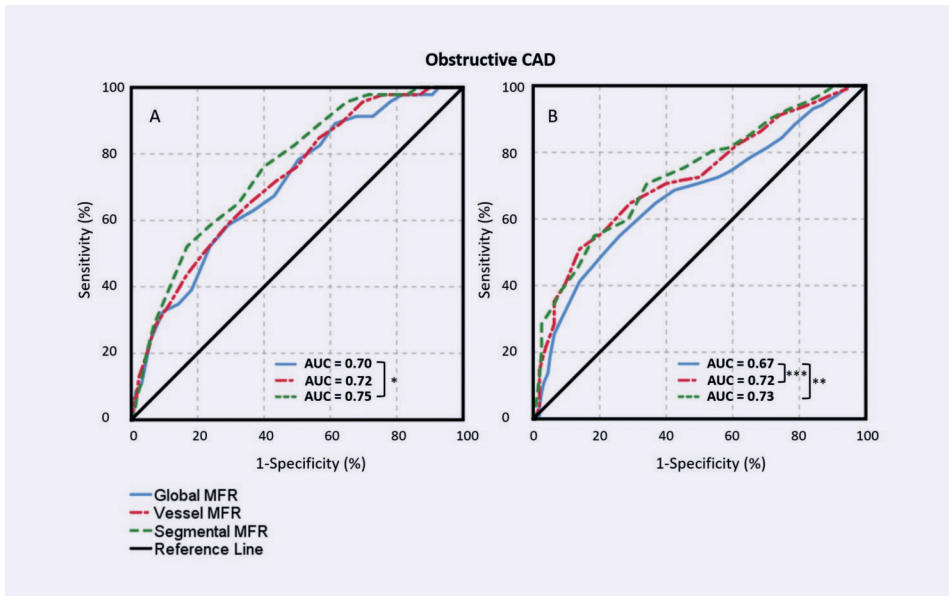 Obstructive CAD
A
Sensitivity (%)
100
80
60
40
20
0
AUC = 0.70
AUC = 0.72
AUC = 0.75
*
0 20 40 60 80 100
1-Specificity (%)
B
Sensitivity (%)
100
80
60
40
20
0
AUC = 0.67
AUC = 0.72
AUC = 0.73
***
**
0 20 40 60 80 100
1-Specificity (%)
Global MFR
Vessel MFR
Segmental MFR
Reference Line